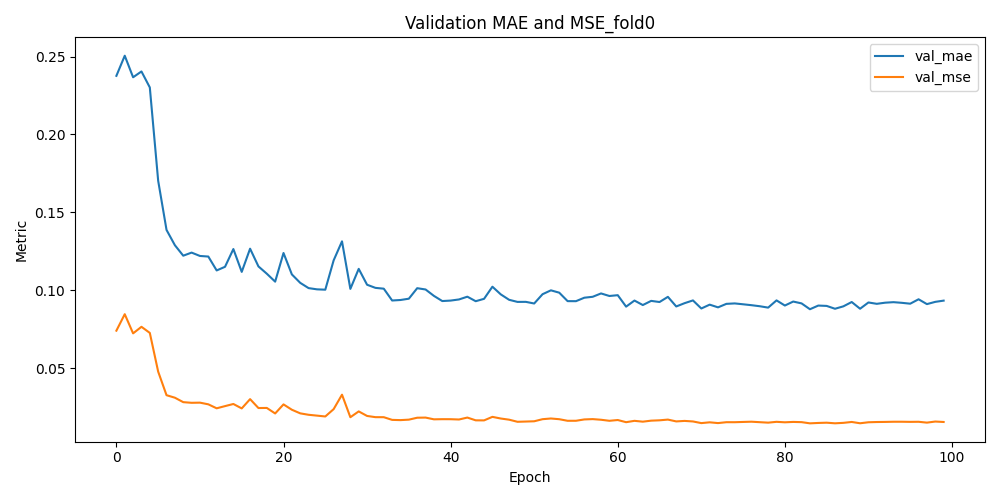 Validation MAE and MSE_fold0
val_mae
val_mse
Metric
0.25
0.20
0.15
0.10
0.05
0 20 40 60 80 100
Epoch